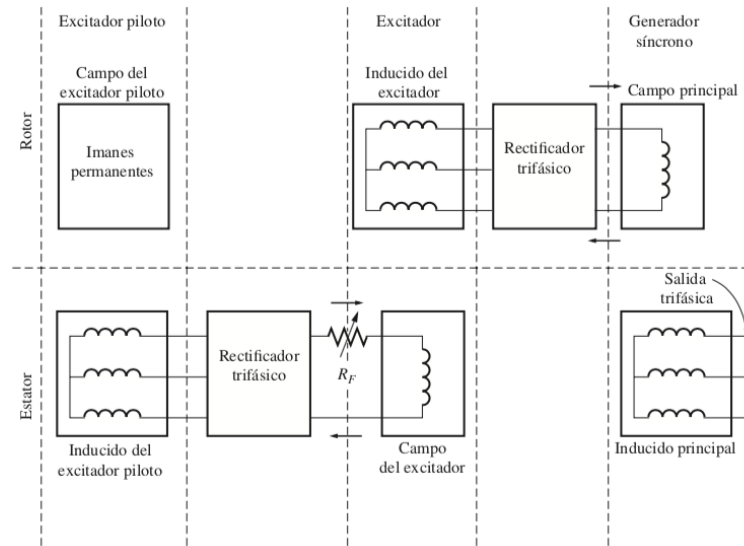 Excitador piloto
Excitador
Generador
síncrono
Campo del
excitador piloto
Inducido del
excitador
Campo principal
Rotor
Imanes
permanentes
Rectificador
trifásico
Salida
trifásica
Estator
Rectificador
trifásico
R_F
Inducido del
excitador piloto
Campo
del excitador
Inducido principal